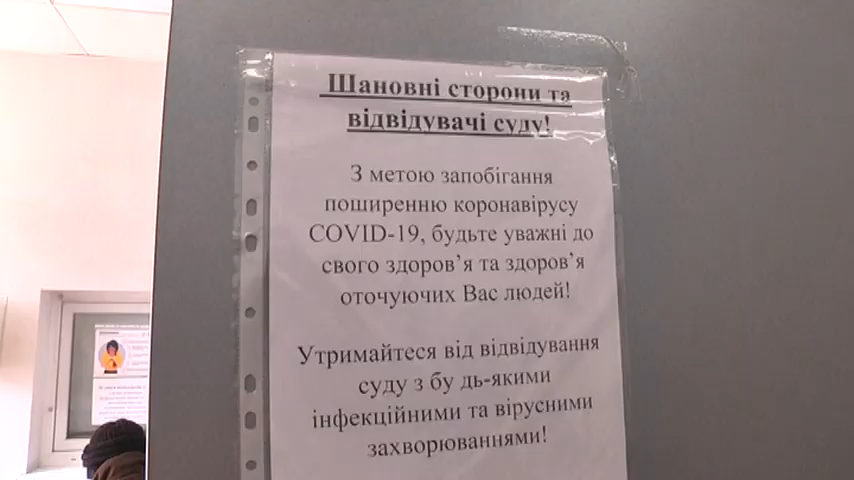 Шановні сторони та
відвідувачі суду!
З метою запобігання
поширенню коронавірусу
COVID-19, будьте уважні до
свого здоров’я та здоров’я
оточуючих Вас людей!
Утримайтеся від відвідування
суду з бу дь-якими
інфекційними та вірусними
захворюваннями!